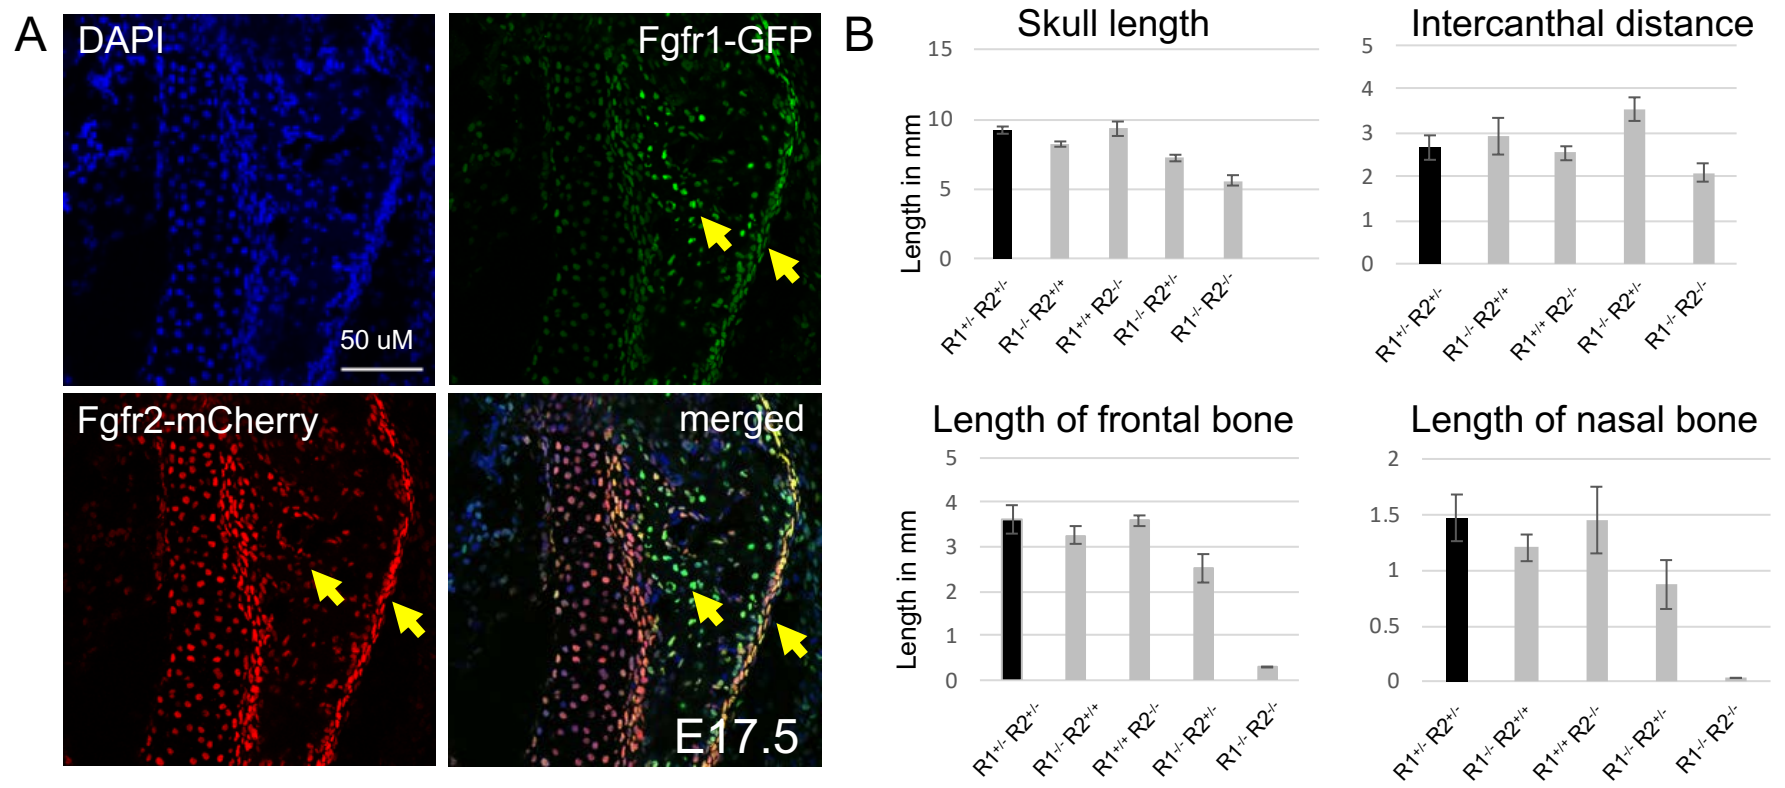 A
DAPI
Fgfr1-GFP
50 uM
Fgfr2-mCherry
merged
E17.5
B
Skull length
Length in mm
15
10
5
0
R1+/- R2+/-
R1-/- R2+/+
R1+/+ R2-/-
R1-/- R2+/-
R1-/- R2-/-
Intercanthal distance
5
4
3
2
1
0
R1+/- R2+/-
R1-/- R2+/+
R1+/+ R2-/-
R1-/- R2+/-
R1-/- R2-/-
Length of frontal bone
Length in mm
5
4
3
2
1
0
R1+/- R2+/-
R1-/- R2+/+
R1+/+ R2-/-
R1-/- R2+/-
R1-/- R2-/-
Length of nasal bone
2
1.5
1
0.5
0
R1+/- R2+/-
R1-/- R2+/+
R1+/+ R2-/-
R1-/- R2+/-
R1-/- R2-/-